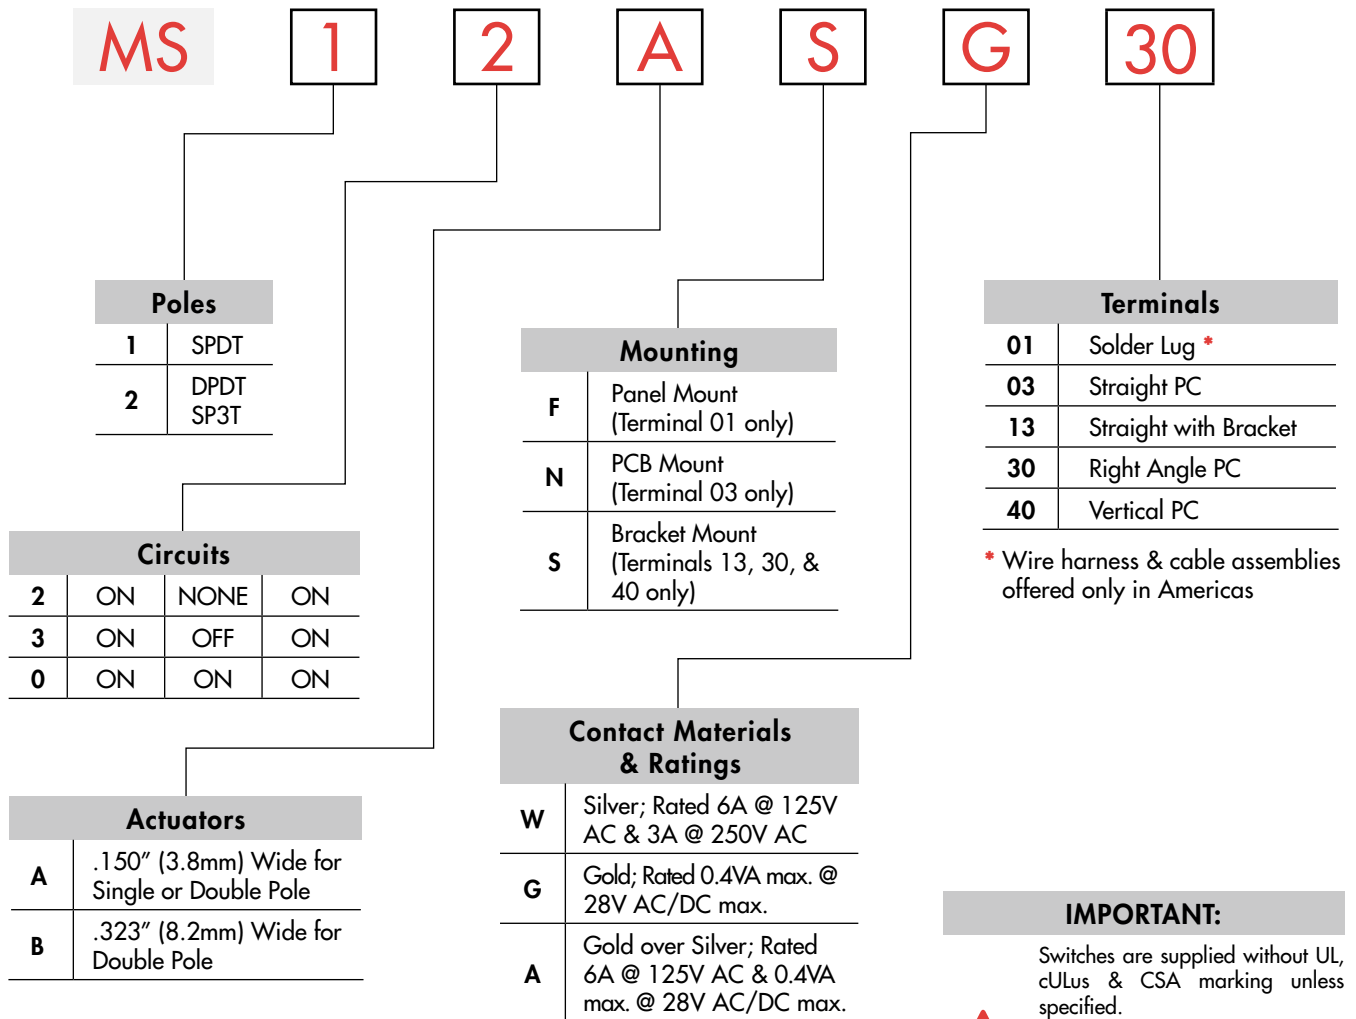 MS 1 2 A S G 30
Poles
1 SPDT
2 DPDT
SP3T
Circuits
2 ON NONE ON
3 ON OFF ON
0 ON ON ON
Actuators
A .150” (3.8mm) Wide for
Single or Double Pole
B .323” (8.2mm) Wide for
Double Pole
Mounting
F Panel Mount
(Terminal 01 only)
N PCB Mount
(Terminal 03 only)
S Bracket Mount
(Terminals 13, 30, &
40 only)
Contact Materials
& Ratings
W Silver; Rated 6A @ 125V
AC & 3A @ 250V AC
G Gold; Rated 0.4VA max. @
28V AC/DC max.
A Gold over Silver; Rated
6A @ 125V AC & 0.4VA
max. @ 28V AC/DC max.
Terminals
01 Solder Lug *
03 Straight PC
13 Straight with Bracket
30 Right Angle PC
40 Vertical PC
* Wire harness & cable assemblies
offered only in Americas
IMPORTANT:
Switches are supplied without UL,
cULus & CSA marking unless
specified.